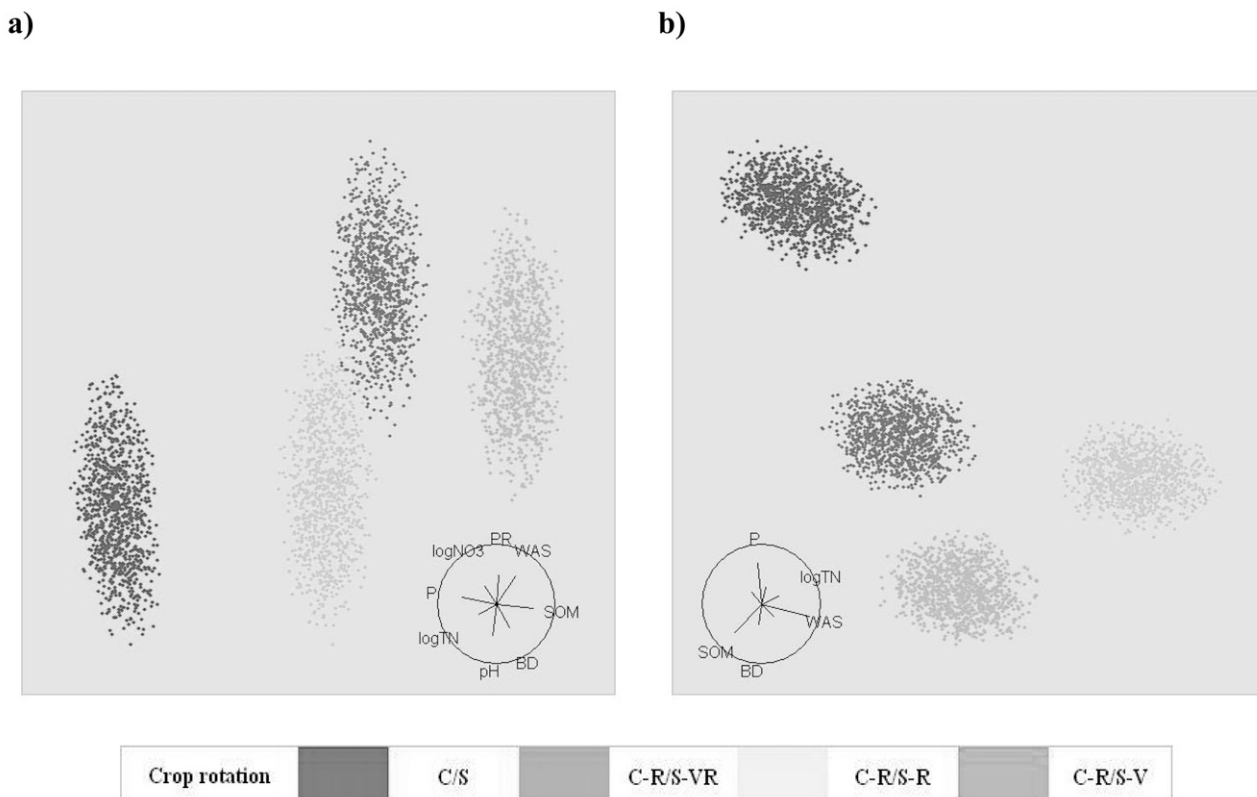 a)
b)
PR
logNO3
WAS
P
SOM
logTN
BD
pH
P
logTN
WAS
SOM
BD
Crop rotation C/S C-R/S-VR C-R/S-R C-R/S-V